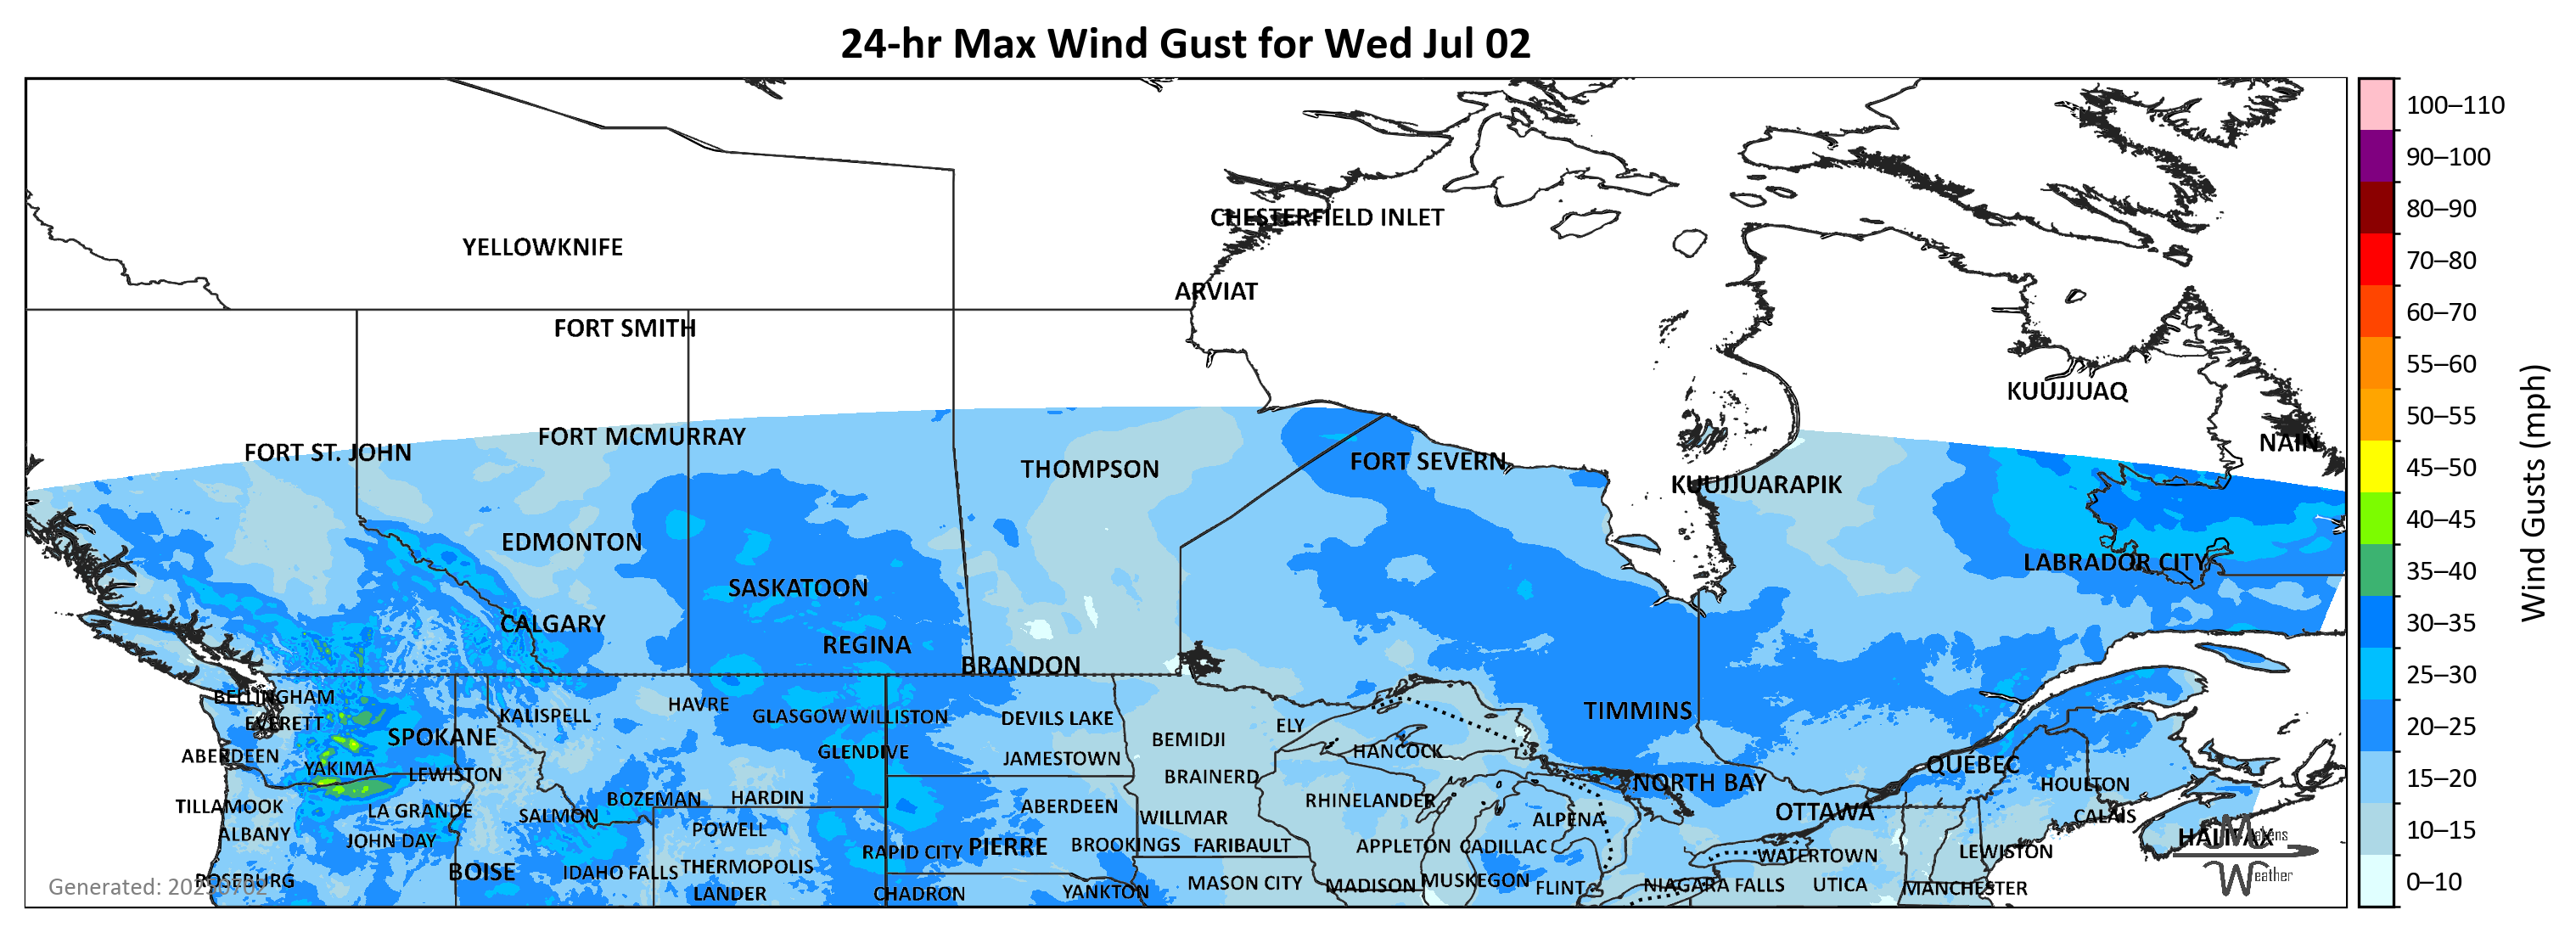 24-hr Max Wind Gust for Wed Jul 02
100–110
90–100
CHESTERFIELD INLET
80–90
YELLOWKNIFE
70–80
ARVIAT
60–70
FORT SMITH
55–60
KUUJJUAQ
50–55
FORT MCMURRAY
NAIN
FORT ST. JOHN
45–50
THOMPSON
FORT SEVERN
KUUJJUARAPIK
Wind Gusts (mph)
40–45
EDMONTON
LABRADOR CITY
35–40
SASKATOON
CALGARY
30–35
REGINA
BRANDON
25–30
BELLINGHAM
HAVRE
EVERETT
KALISPELL
GLASGOW
WILLISTON
DEVILS LAKE
ELY
TIMMINS
20–25
SPOKANE
BEMIDJI
ABERDEEN
GLENDIVE
JAMESTOWN
HANCOCK
YAKIMA
LEWISTON
BRAINERD
NORTH BAY
QUEBEC
HOULTON
15–20
TILLAMOOK
LA GRANDE
SALMON
BOZEMAN
HARDIN
ABERDEEN
WILLMAR
RHINELANDER
ALPENA
OTTAWA
CALAIS
10–15
ALBANY
JOHN DAY
POWELL
RAPID CITY
PIERRE
BROOKINGS
FARIBAULT
APPLETON
CADILLAC
WATERTOWN
LEWISTON
HALIFAX
Makens
Weather
BOISE
IDAHO FALLS
THERMOPOLIS
ROSEBURG
LANDER
CHADRON
YANKTON
MASON CITY
MADISON
MUSKEGON
FLINT
NIAGARA FALLS
UTICA
MANCHESTER
0–10
Generated: